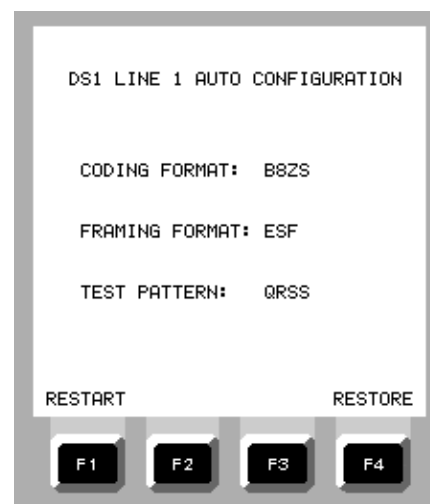 DS1 LINE 1 AUTO CONFIGURATION
CODING FORMAT: B8ZS
FRAMING FORMAT: ESF
TEST PATTERN: QRSS
RESTART RESTORE
F1 F2 F3 F4